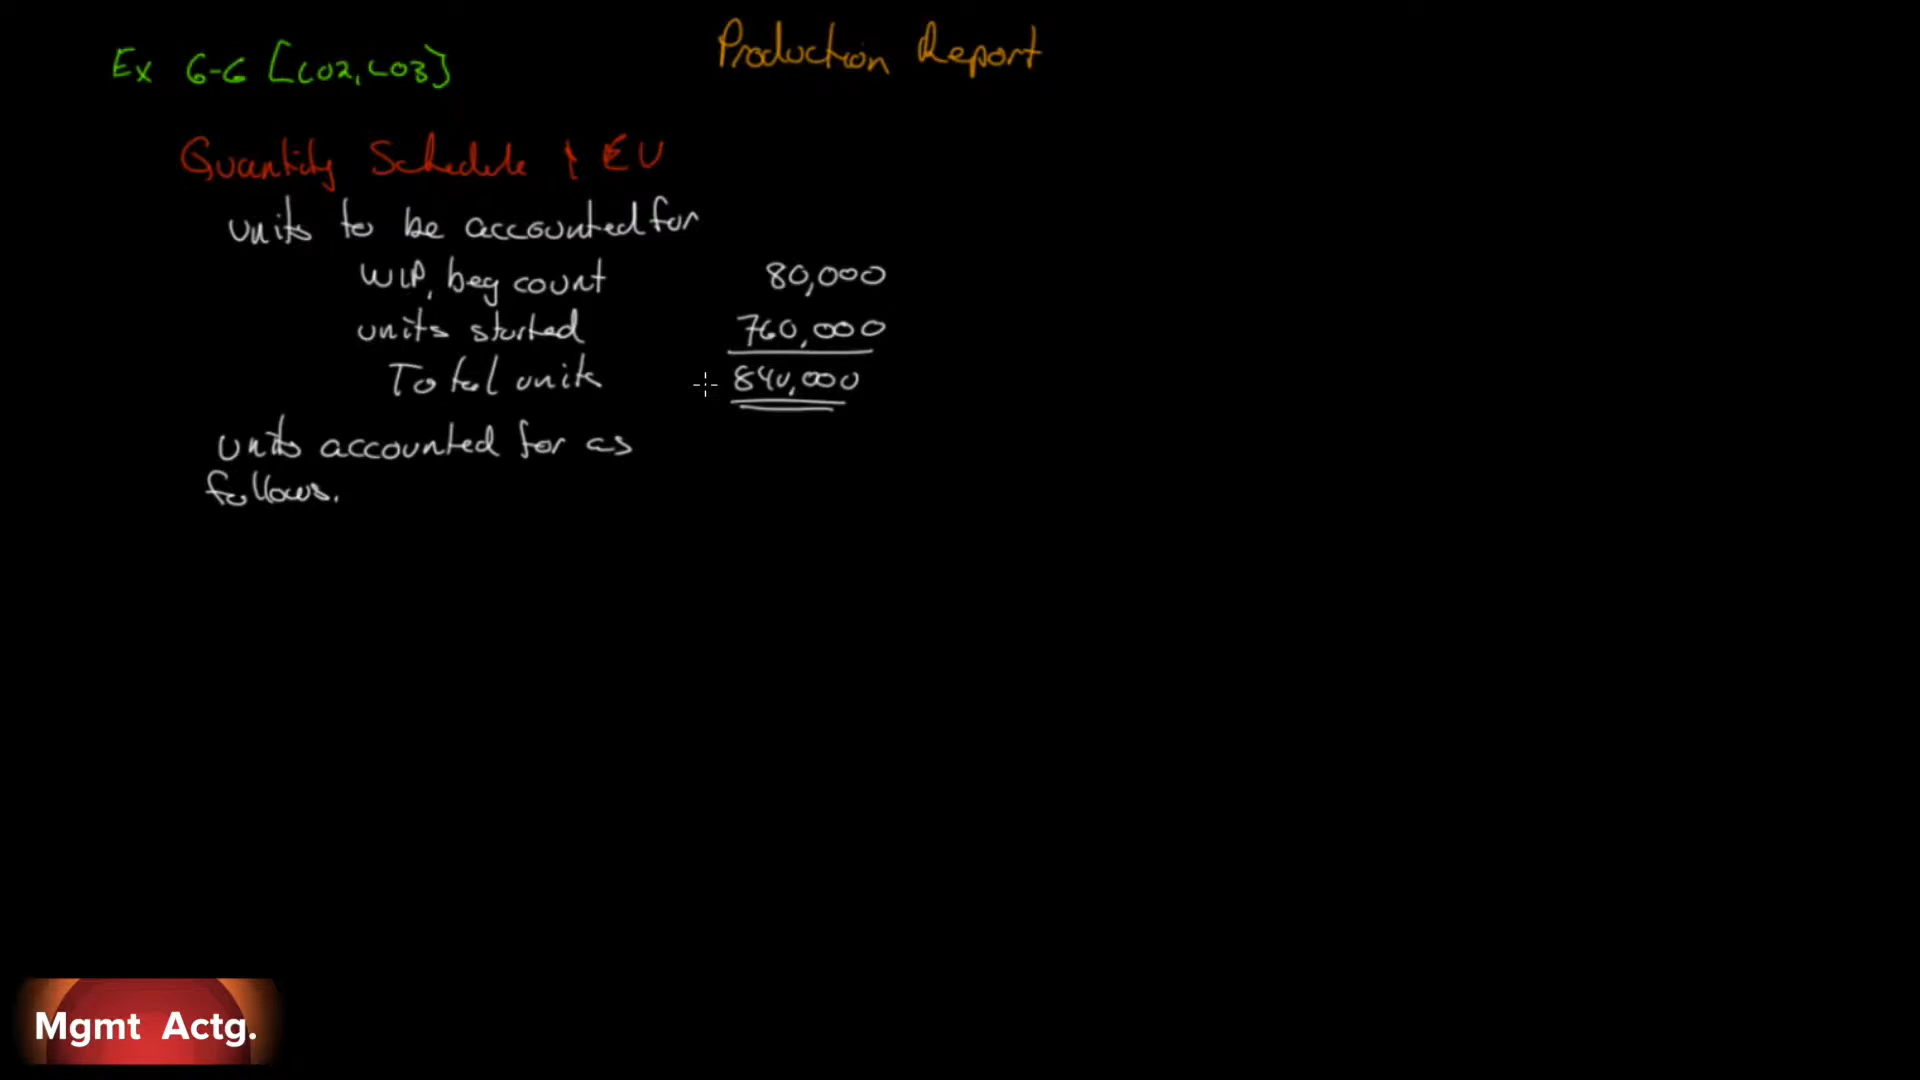 Ex 6-6 [LO2, LO3]
Production Report
Quantity Schedule & EU
units to be accounted for
WIP, beg count 80,000
units started 760,000
Total units 840,000
units accounted for as
follows.
Mgmt Actg.